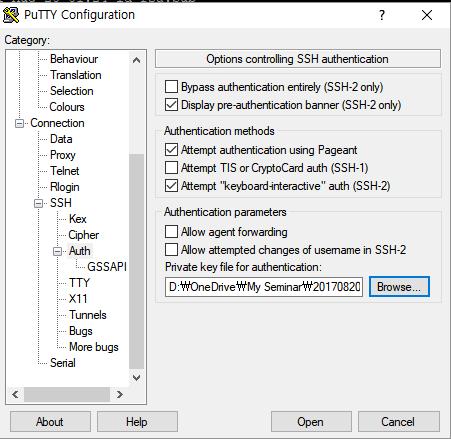 PuTTY Configuration
Category:
Behaviour
Translation
Selection
Colours
Connection
Data
Proxy
Telnet
Rlogin
SSH
Kex
Cipher
Auth
GSSAPI
TTY
X11
Tunnels
Bugs
More bugs
Serial
Options controlling SSH authentication
Bypass authentication entirely (SSH-2 only)
Display pre-authentication banner (SSH-2 only)
Authentication methods
Attempt authentication using Pageant
Attempt TIS or CryptoCard auth (SSH-1)
Attempt "keyboard-interactive" auth (SSH-2)
Authentication parameters
Allow agent forwarding
Allow attempted changes of username in SSH-2
Private key file for authentication:
D:₩OneDrive₩My Seminar₩20170820 Browse...
About Help Open Cancel